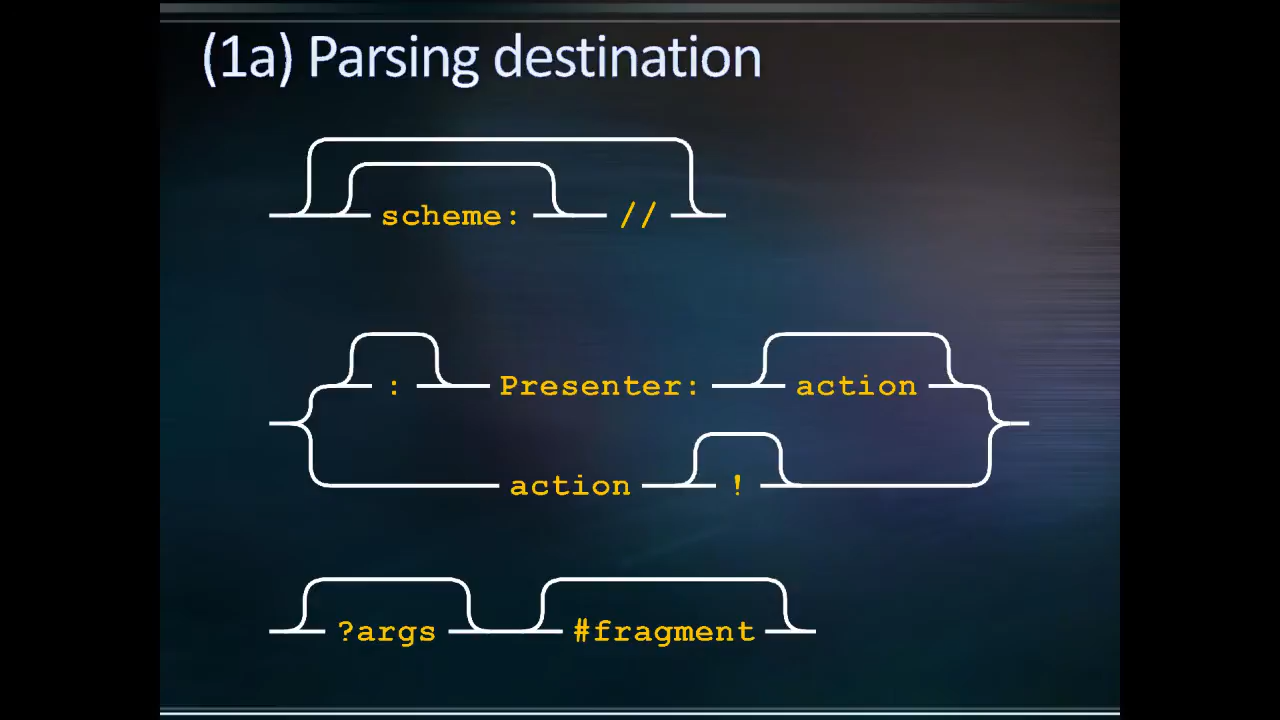 (1a) Parsing destination
scheme: //
: Presenter: action
action !
?args #fragment